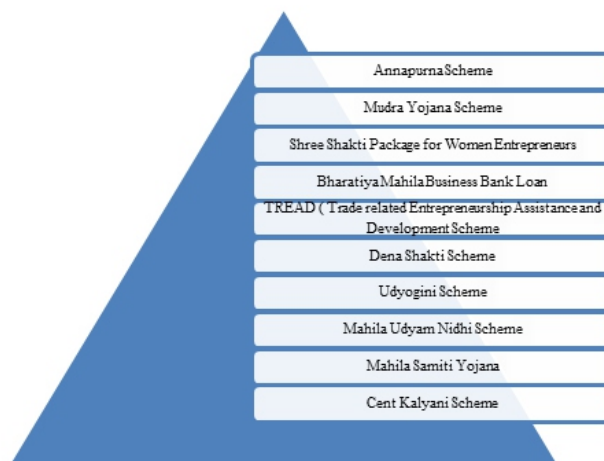 Annapurna Scheme
Mudra Yojana Scheme
Shree Shakti Package for Women Entrepreneurs
Bharatiya Mahila Business Bank Loan
TREAD ( Trade related Entrepreneurship Assistance and
Development Scheme
Dena Shakti Scheme
Udyogini Scheme
Mahila Udyam Nidhi Scheme
Mahila Samiti Yojana
Cent Kalyani Scheme